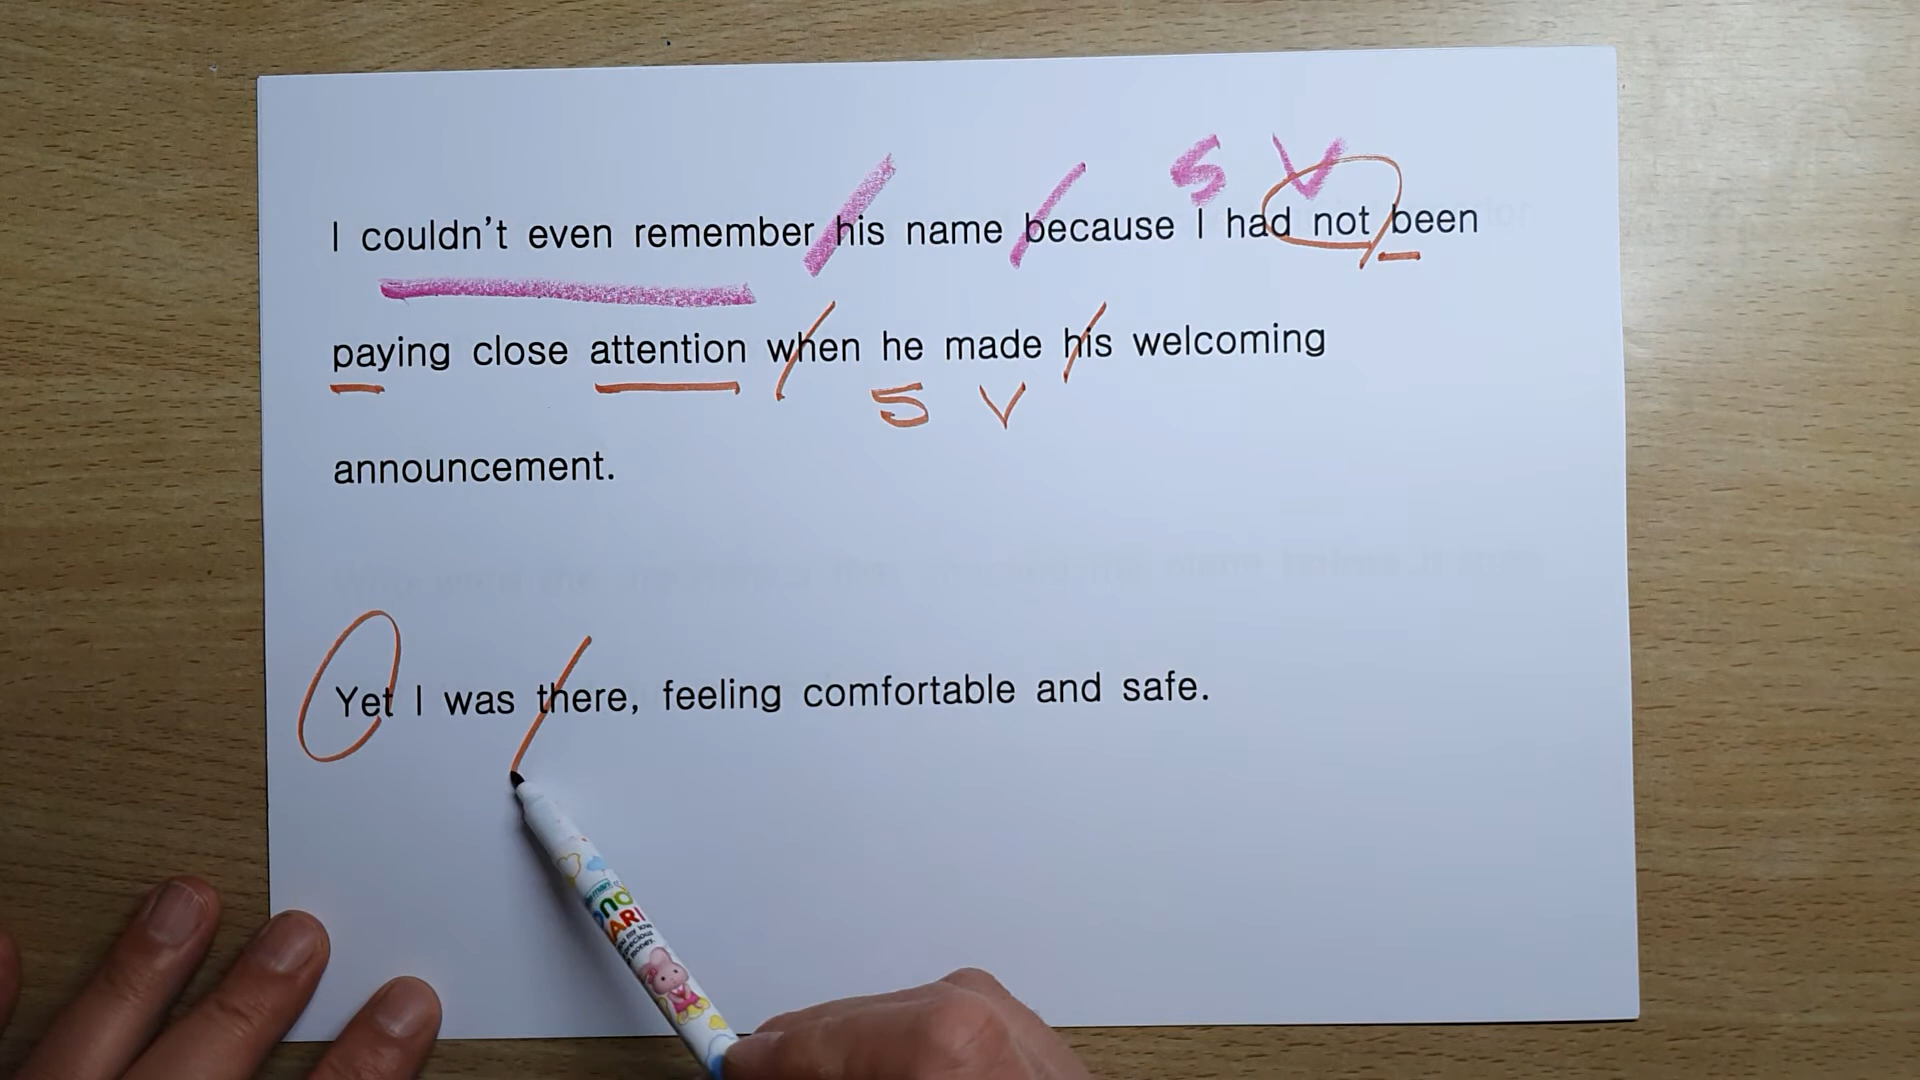 S V
I couldn't even remember his name because I had not been
paying close attention when he made his welcoming
S V
announcement.
Yet I was there, feeling comfortable and safe.